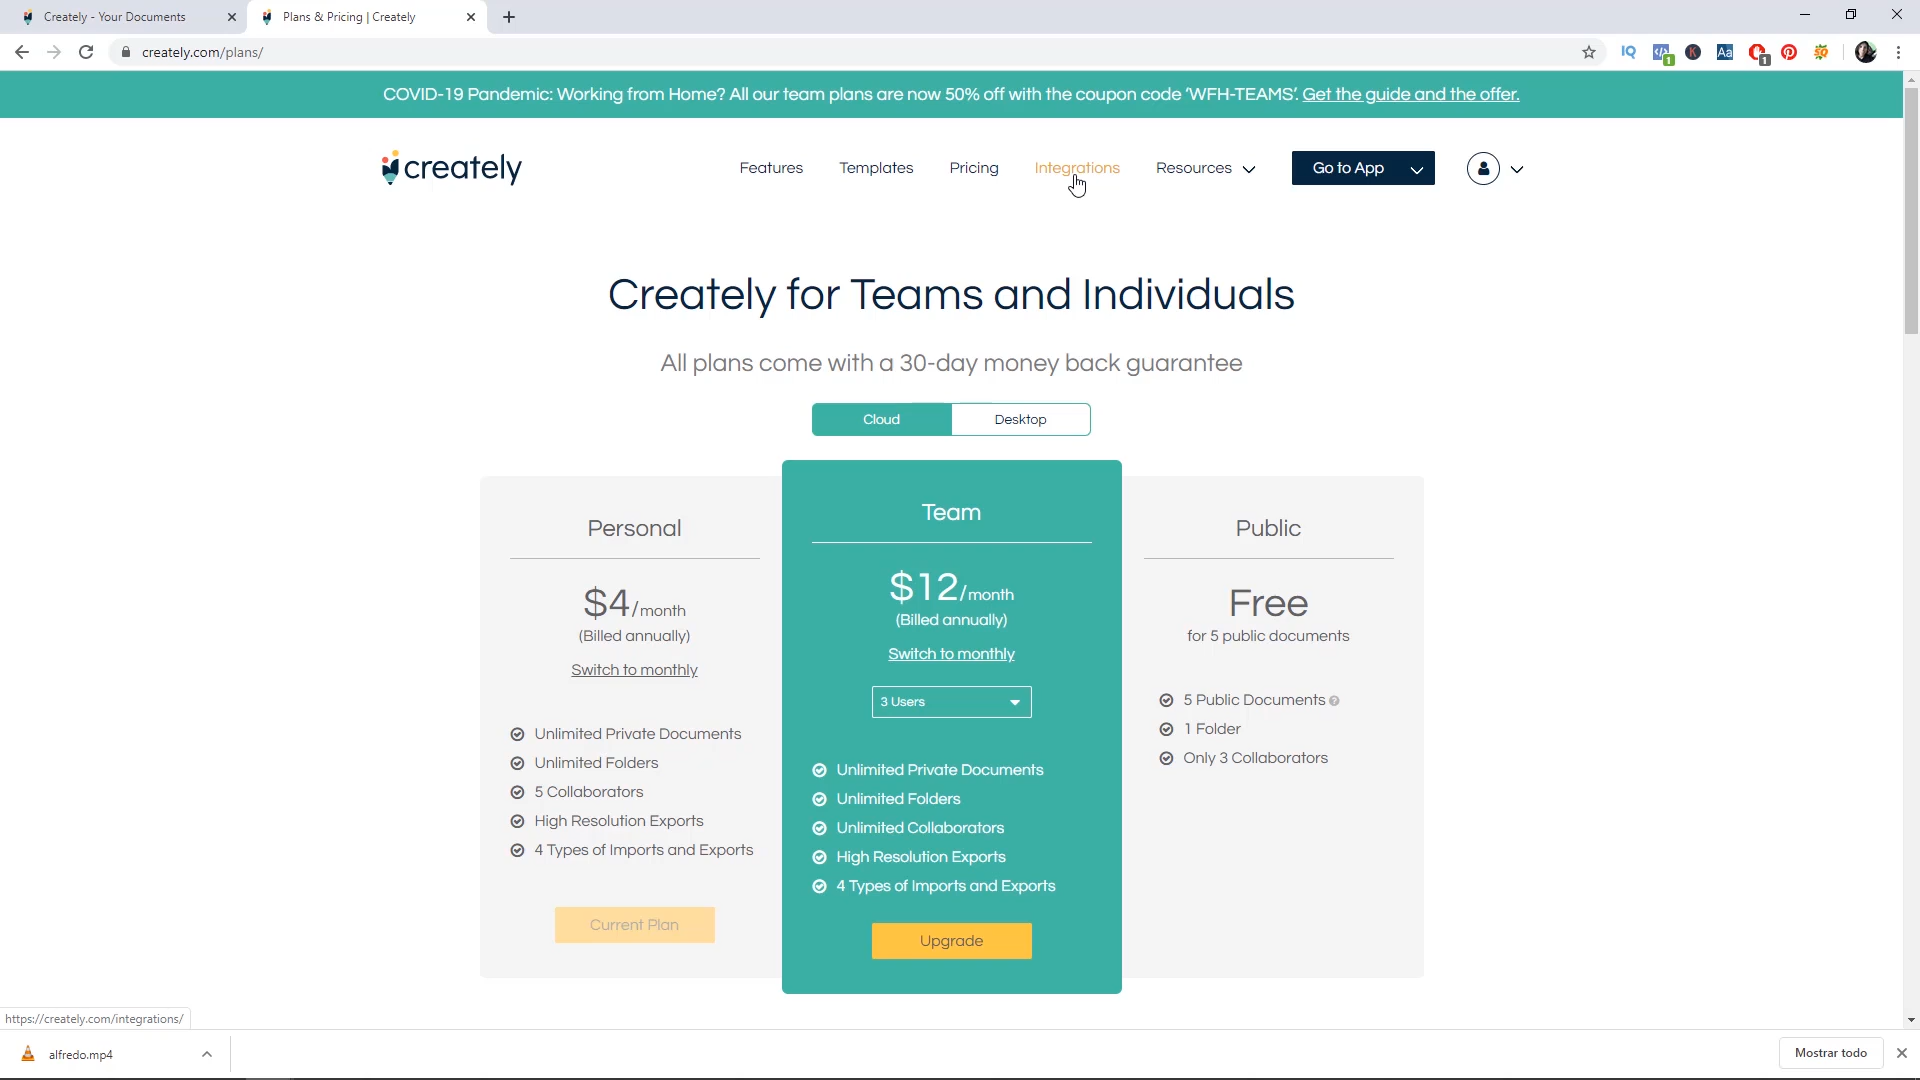 Creately - Your Documents
Plans & Pricing | Creately
creately.com/plans/
IQ
1
K
Aa
1
COVID-19 Pandemic: Working from Home? All our team plans are now 50% off with the coupon code 'WFH-TEAMS'. Get the guide and the offer.
creately
Features
Templates
Pricing
Integrations
Resources
Go to App
Creately for Teams and Individuals
All plans come with a 30-day money back guarantee
Cloud
Desktop
Personal
$4/month
(Billed annually)
Switch to monthly
Unlimited Private Documents
Unlimited Folders
5 Collaborators
High Resolution Exports
4 Types of Imports and Exports
Current Plan
Team
$12/month
(Billed annually)
Switch to monthly
3 Users
Unlimited Private Documents
Unlimited Folders
Unlimited Collaborators
High Resolution Exports
4 Types of Imports and Exports
Upgrade
Public
Free
for 5 public documents
5 Public Documents
1 Folder
Only 3 Collaborators
https://creately.com/integrations/
alfredo.mp4
Mostrar todo